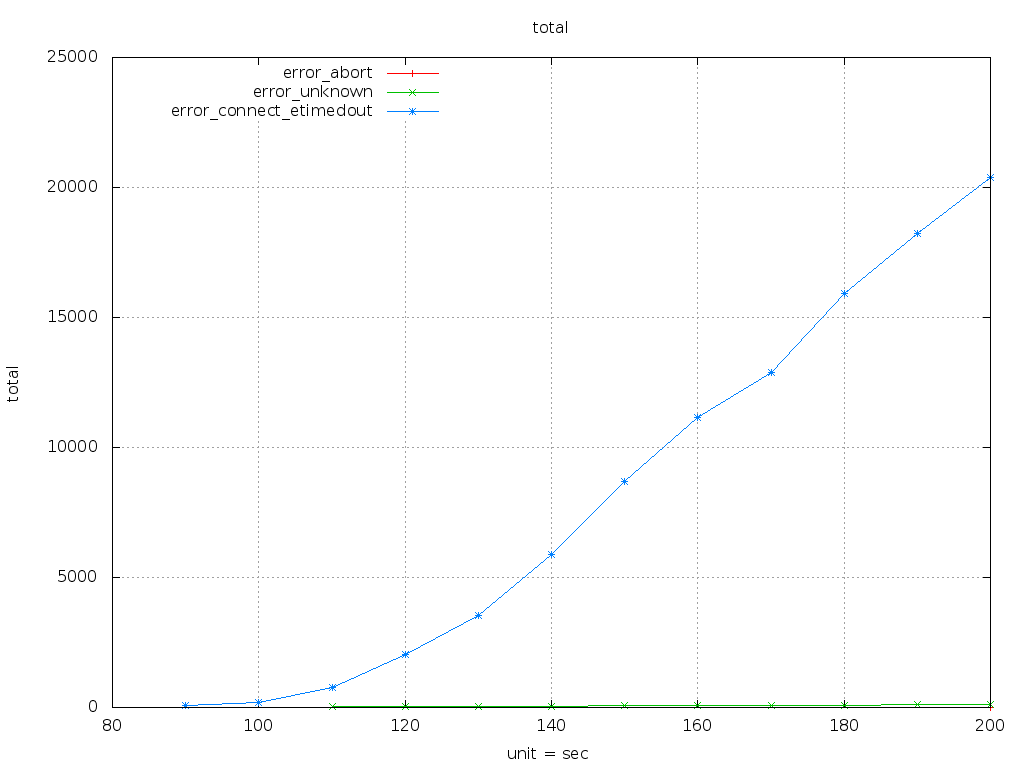 total
25000
error_abort
error_unknown
error_connect_etimedout
20000
15000
total
10000
5000
0
80 100 120 140 160 180 200
unit = sec